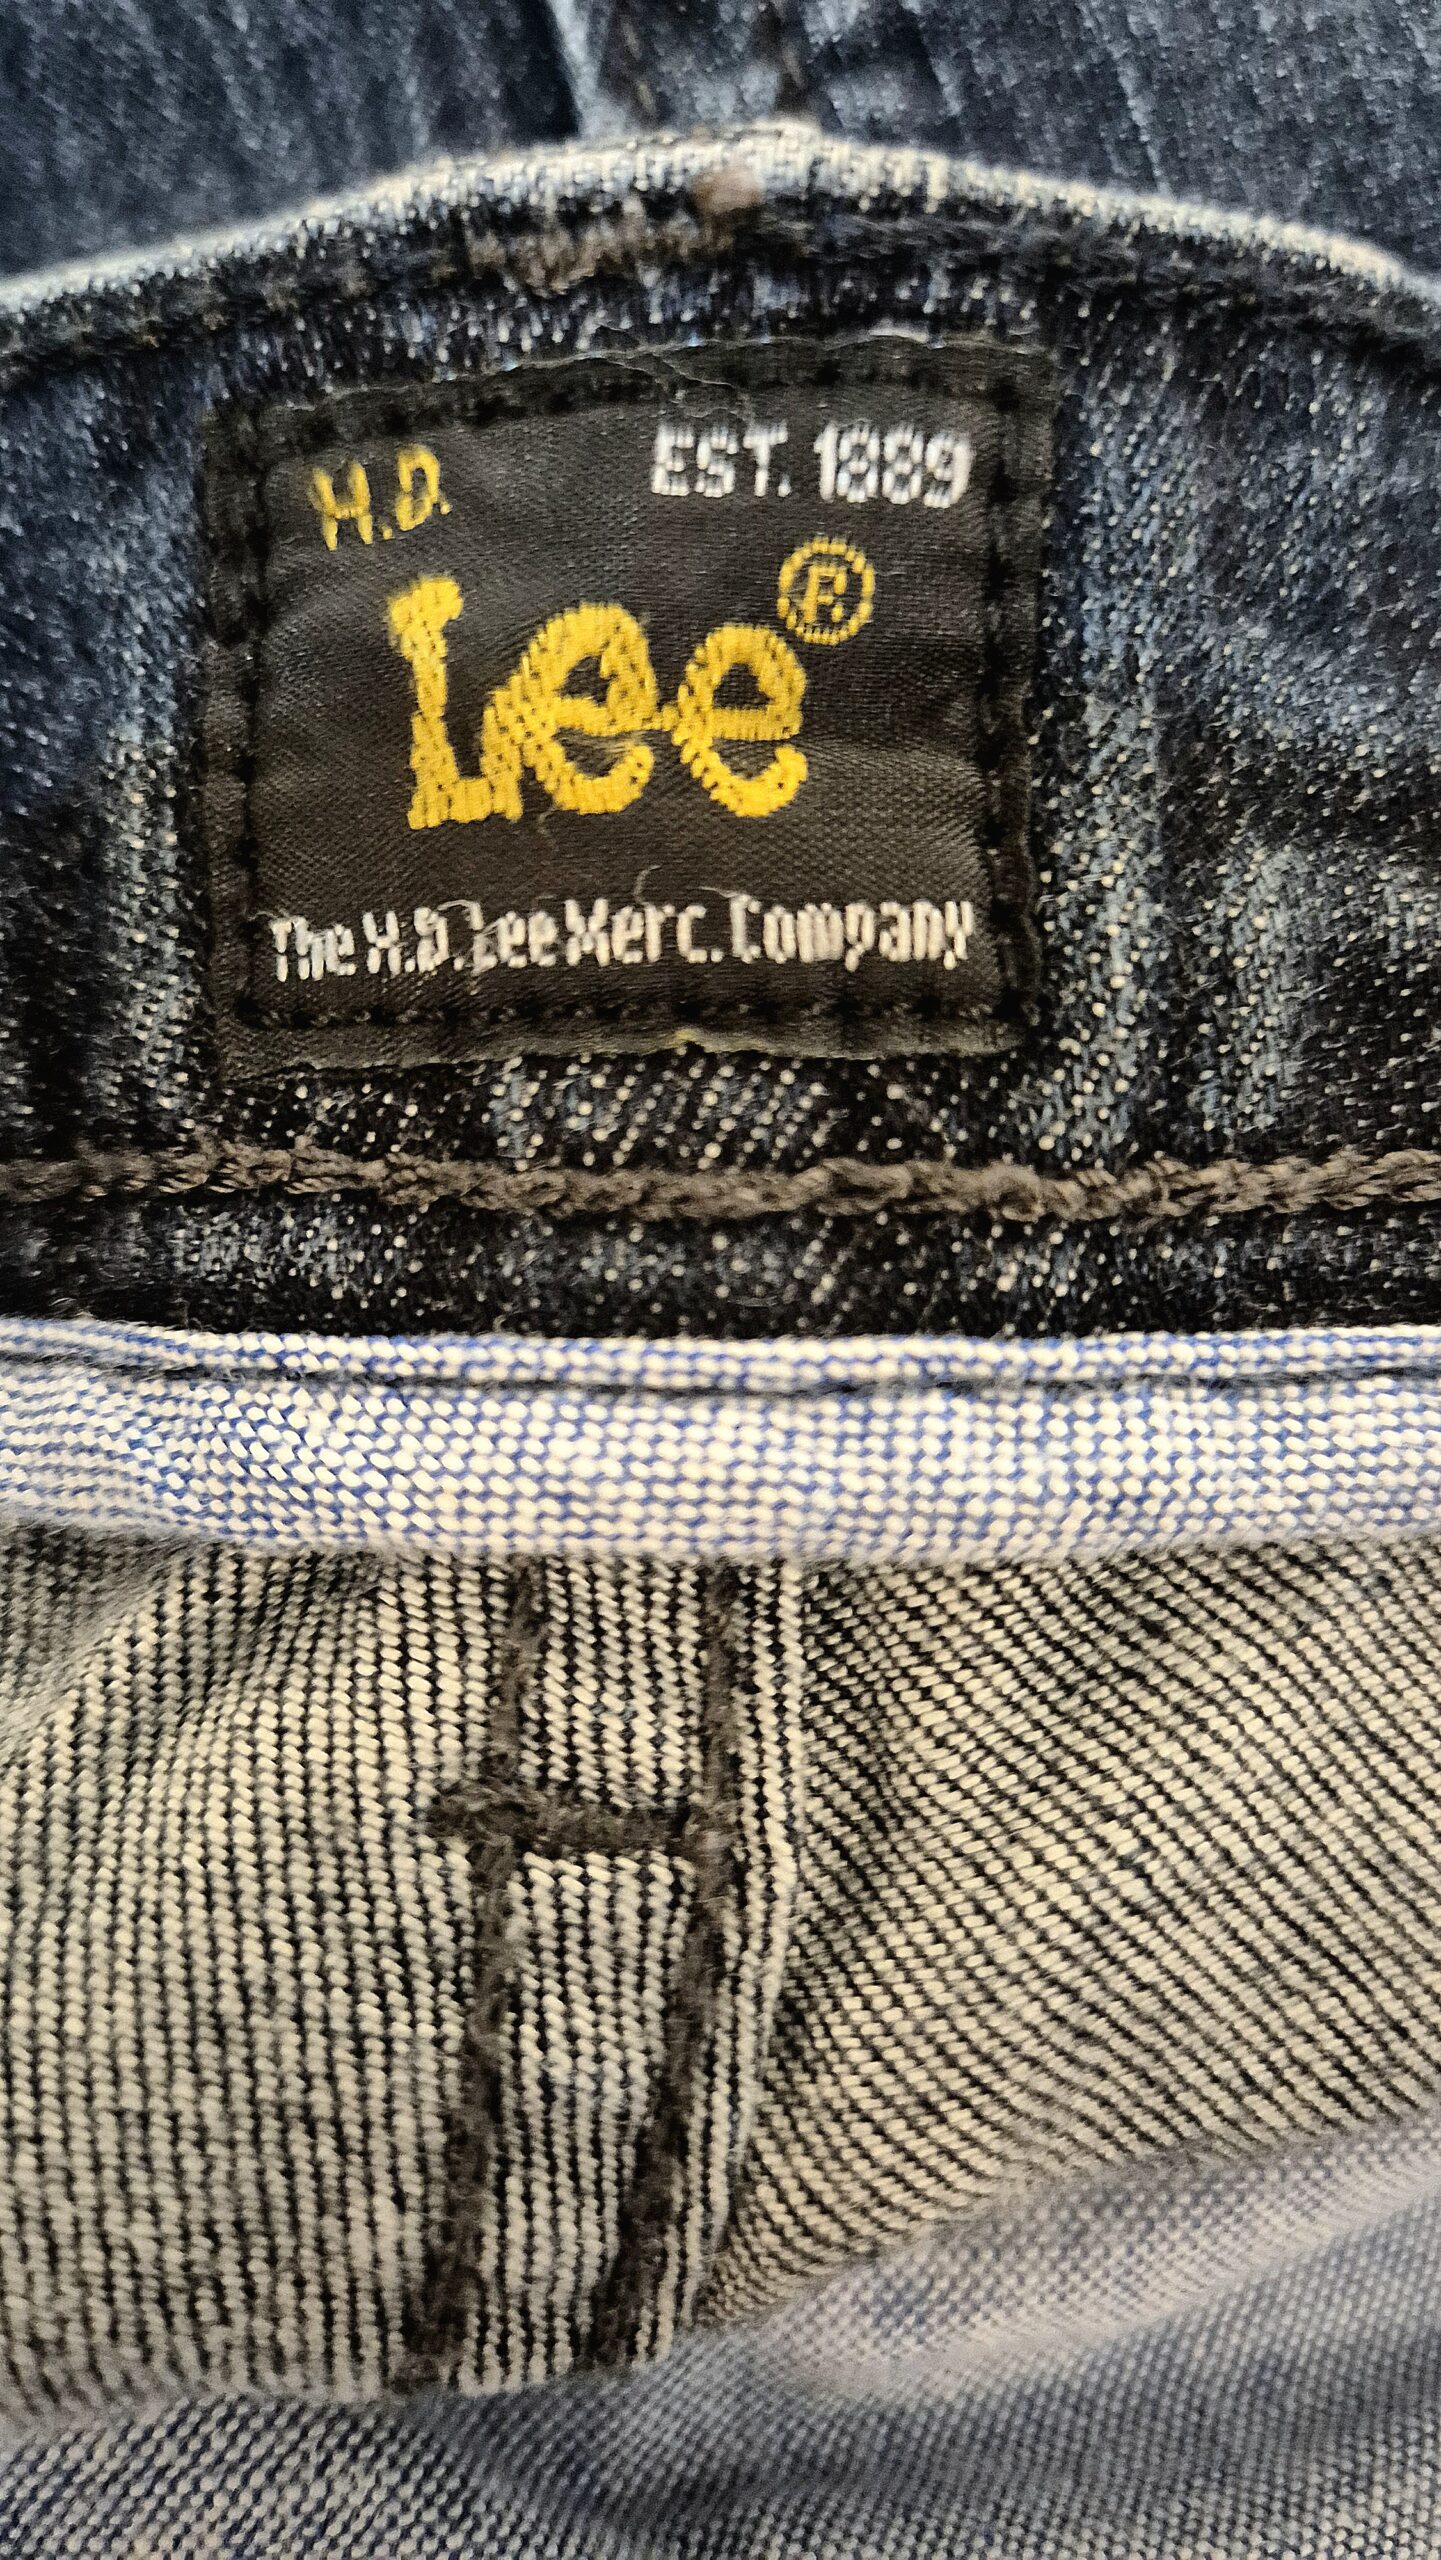 H.D. EST. 1889
Lee®
The H.D. Lee Merc. Company